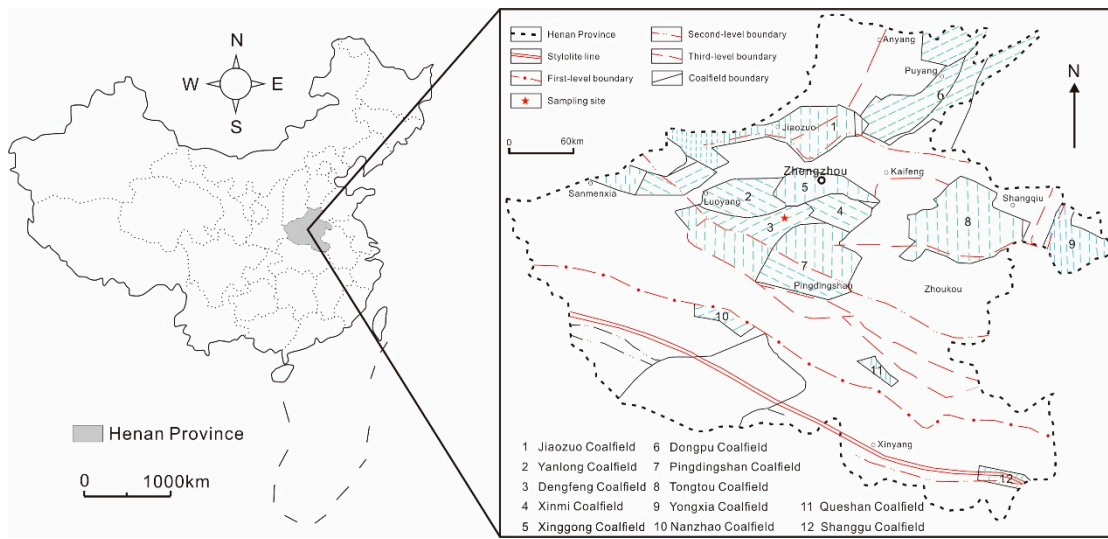 N
W E
S
Henan Province
0 1000km
Henan Province
Stylolite line
First-level boundary
Second-level boundary
Third-level boundary
Coalfield boundary
Sampling site
0 60km
N
Anyang
Puyang
6
Jiaozuo 1
Zhengzhou
Kaifeng
Sanmenxia
Luoyang 2
5
4
3
Shangqiu
8
9
7
Pingdingshan
Zhoukou
10
11
Xinyang
12
1 Jiaozuo Coalfield
2 Yanlong Coalfield
3 Dengfeng Coalfield
4 Xinmi Coalfield
5 Xinggong Coalfield
6 Dongpu Coalfield
7 Pingdingshan Coalfield
8 Tongtou Coalfield
9 Yongxia Coalfield
10 Nanzhao Coalfield
11 Queshan Coalfield
12 Shanggu Coalfield